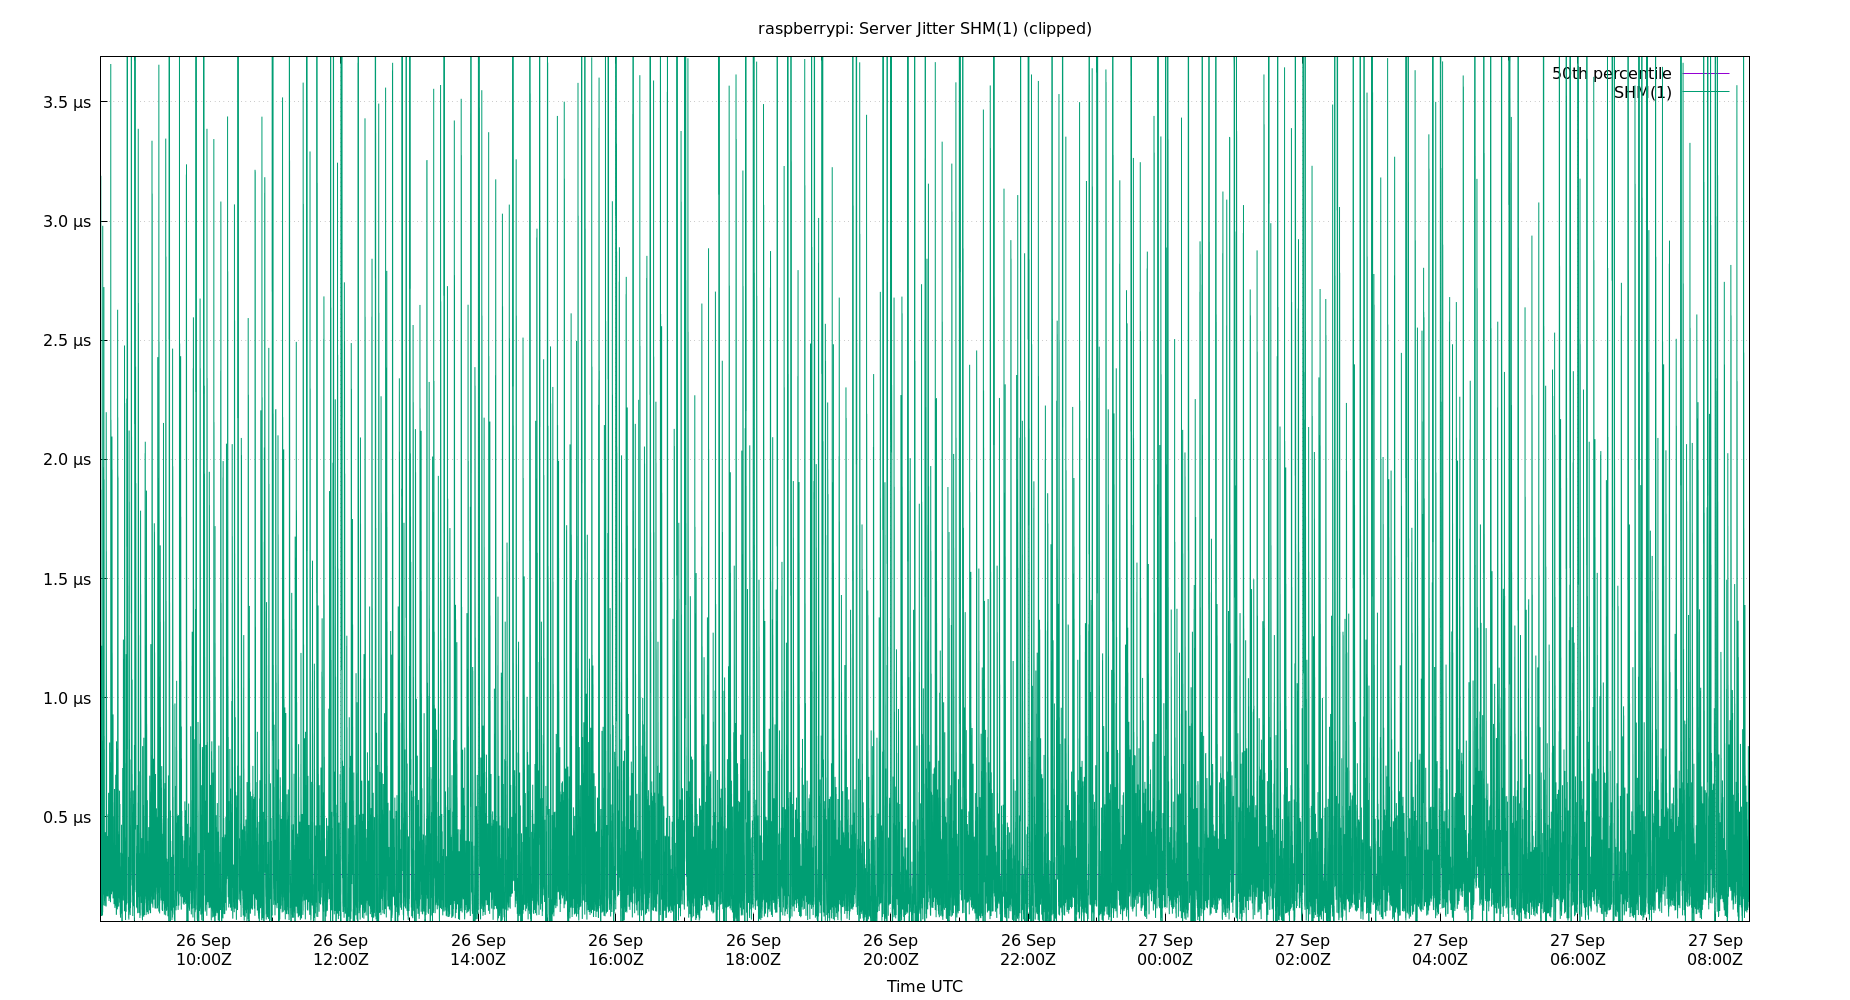 raspberrypi: Server Jitter SHM(1) (clipped)
50th percentile
SHM(1)
3.5 µs
3.0 µs
2.5 µs
2.0 µs
1.5 µs
1.0 µs
0.5 µs
26 Sep 26 Sep 26 Sep 26 Sep 26 Sep 26 Sep 26 Sep 27 Sep 27 Sep 27 Sep 27 Sep 27 Sep
10:00Z 12:00Z 14:00Z 16:00Z 18:00Z 20:00Z 22:00Z 00:00Z 02:00Z 04:00Z 06:00Z 08:00Z
Time UTC